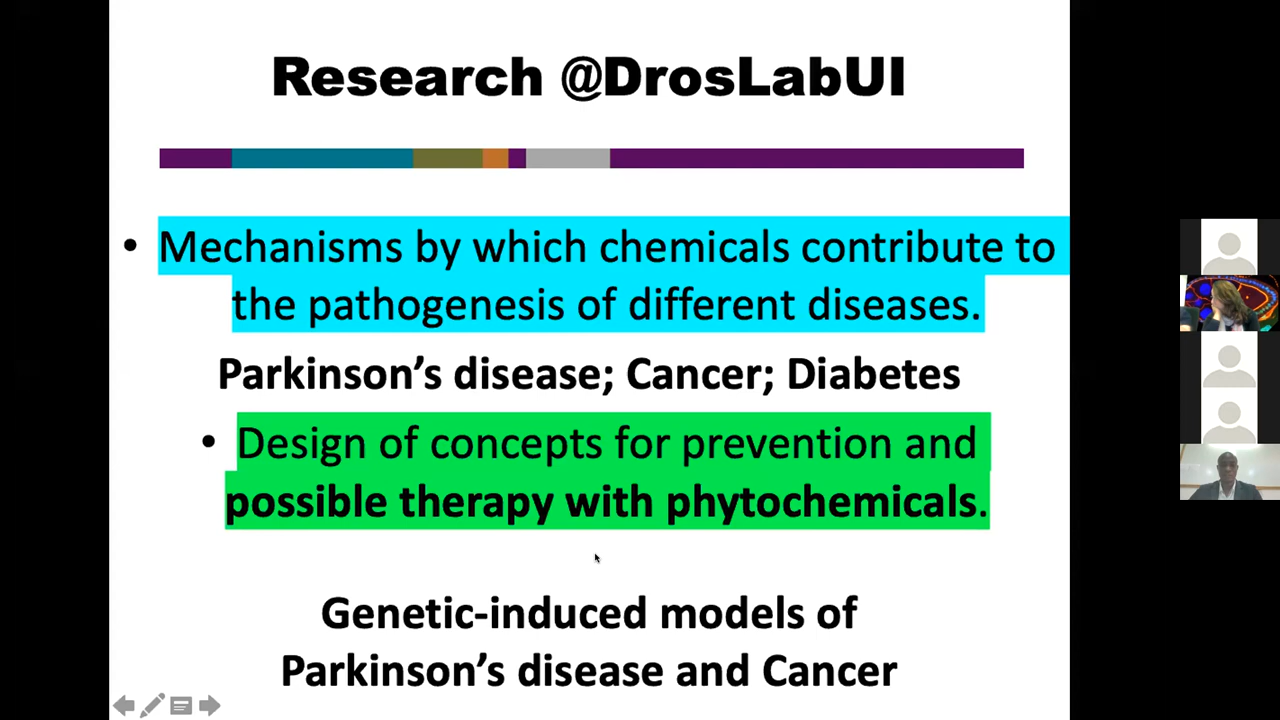 Research @DrosLabUI
• Mechanisms by which chemicals contribute to
the pathogenesis of different diseases.
Parkinson’s disease; Cancer; Diabetes
• Design of concepts for prevention and
possible therapy with phytochemicals.
Genetic-induced models of
Parkinson’s disease and Cancer